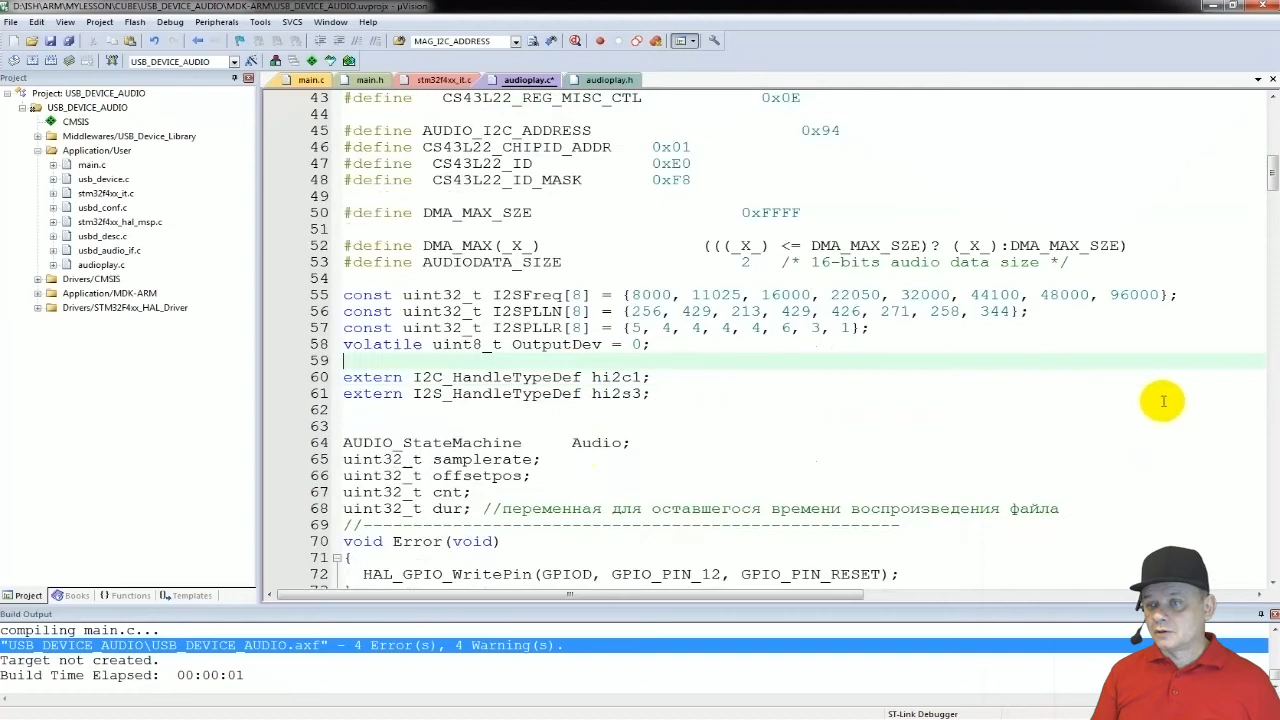 D:\ISH\ARM\MYLESSON\CUBE\USB_DEVICE_AUDIO\MDK-ARM\USB_DEVICE_AUDIO.uvprojx - µVision
File Edit View Project Flash Debug Peripherals Tools SVCS Window Help
MAG_I2C_ADDRESS
USB_DEVICE_AUDIO
Project
main.c main.h stm32f4xx_it.c audioplay.c* audioplay.h
Project: USB_DEVICE_AUDIO
USB_DEVICE_AUDIO
CMSIS
Middlewares/USB_Device_Library
Application/User
main.c
usb_device.c
stm32f4xx_it.c
usbd_conf.c
stm32f4xx_hal_msp.c
usbd_desc.c
usbd_audio_if.c
audioplay.c
Drivers/CMSIS
Application/MDK-ARM
Drivers/STM32F4xx_HAL_Driver
43 #define CS43L22_REG_MISC_CTL 0x0E
44
45 #define AUDIO_I2C_ADDRESS 0x94
46 #define CS43L22_CHIPID_ADDR 0x01
47 #define CS43L22_ID 0xE0
48 #define CS43L22_ID_MASK 0xF8
49
50 #define DMA_MAX_SZE 0xFFFF
51
52 #define DMA_MAX(_X_) (((_X_) <= DMA_MAX_SZE)? (_X_):DMA_MAX_SZE)
53 #define AUDIODATA_SIZE 2 /* 16-bits audio data size */
54
55 const uint32_t I2SFreq[8] = {8000, 11025, 16000, 22050, 32000, 44100, 48000, 96000};
56 const uint32_t I2SPLLN[8] = {256, 429, 213, 429, 426, 271, 258, 344};
57 const uint32_t I2SPLLR[8] = {5, 4, 4, 4, 4, 6, 3, 1};
58 volatile uint8_t OutputDev = 0;
59
60 extern I2C_HandleTypeDef hi2c1;
61 extern I2S_HandleTypeDef hi2s3;
62
63
64 AUDIO_StateMachine Audio;
65 uint32_t samplerate;
66 uint32_t offsetpos;
67 uint32_t cnt;
68 uint32_t dur; //переменная для оставшегося времени воспроизведения файла
69 //------------------------------------------------------
70 void Error(void)
71 {
72 HAL_GPIO_WritePin(GPIOD, GPIO_PIN_12, GPIO_PIN_RESET);
Project Books Functions Templates
Build Output
compiling main.c...
"USB_DEVICE_AUDIO\USB_DEVICE_AUDIO.axf" - 4 Error(s), 4 Warning(s).
Target not created.
Build Time Elapsed: 00:00:01
ST-Link Debugger